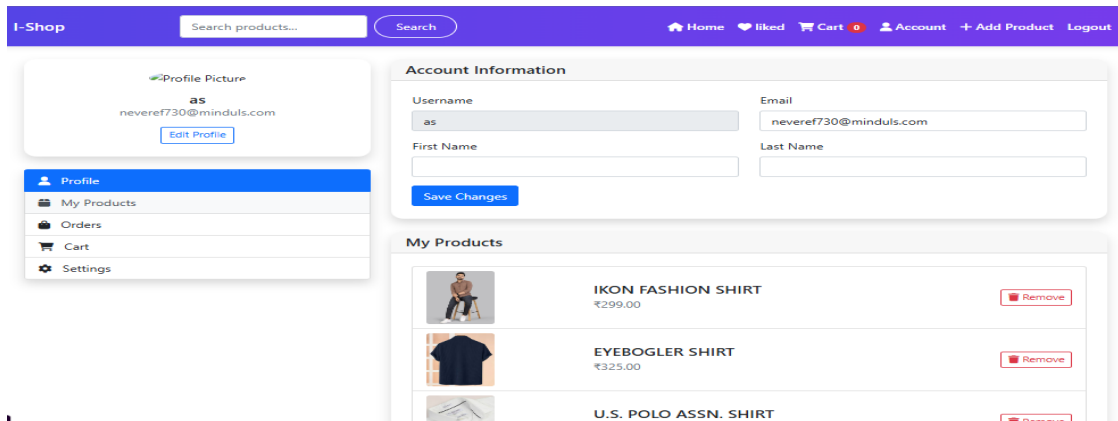 I-Shop Search products... Search Home liked Cart 0 Account + Add Product Logout
Profile Picture
as
neveref730@minduls.com
Edit Profile
Profile
My Products
Orders
Cart
Settings
Account Information
Username Email
as neveref730@minduls.com
First Name Last Name
Save Changes
My Products
IKON FASHION SHIRT
₹299.00
Remove
EYEBOGLER SHIRT
₹325.00
Remove
U.S. POLO ASSN. SHIRT
Remove